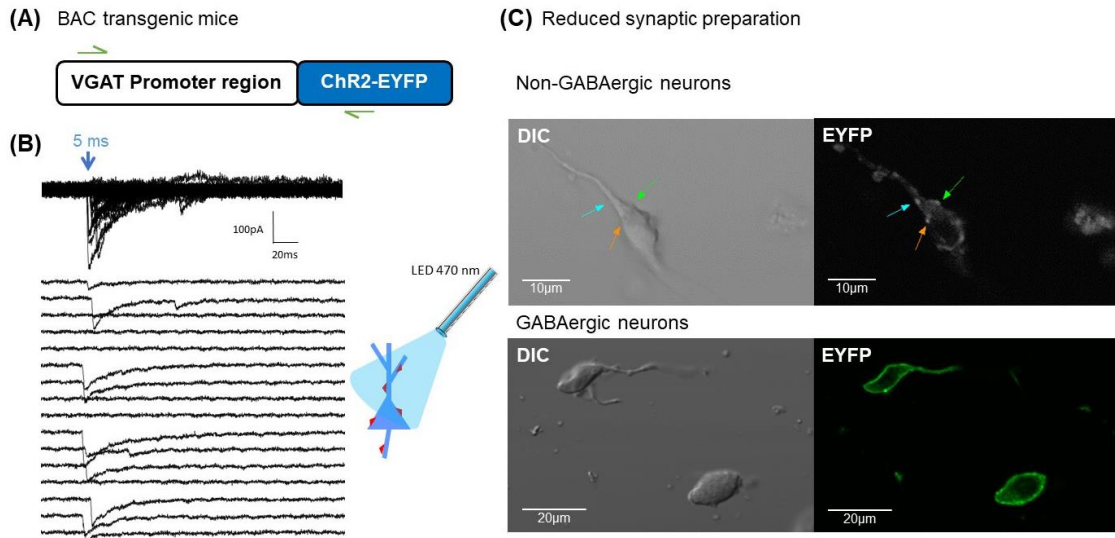 (A) BAC transgenic mice
VGAT Promoter region
ChR2-EYFP
(B)
5 ms
100pA
20ms
LED 470 nm
(C) Reduced synaptic preparation
Non-GABAergic neurons
DIC
10μm
EYFP
10μm
GABAergic neurons
DIC
20μm
EYFP
20μm